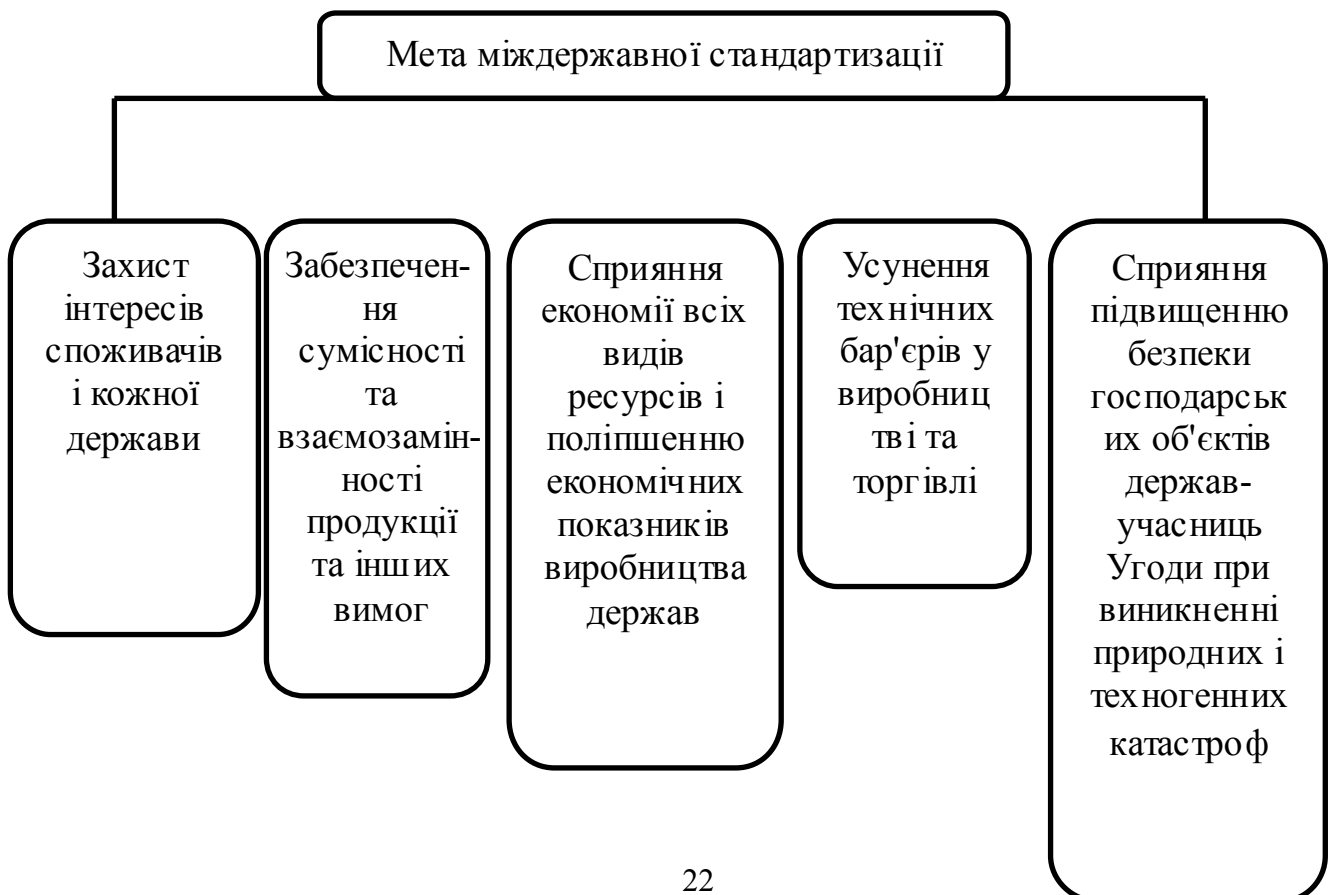 Мета міждержавної стандартизації
Захист
інтересів
споживачів
і кожної
держави
Забезпечен-
ня
сумісності
та
взаємозамін-
ності
продукції
та інших
вимог
Сприяння
економії всіх
видів
ресурсів і
поліпшенню
економічних
показників
виробництва
держав
Усунення
технічних
бар'єрів у
виробниц
тві та
торгівлі
Сприяння
підвищенню
безпеки
господарськ
их об'єктів
держав-
учасниць
Угоди при
виникненні
природних і
техногенних
катастроф
22